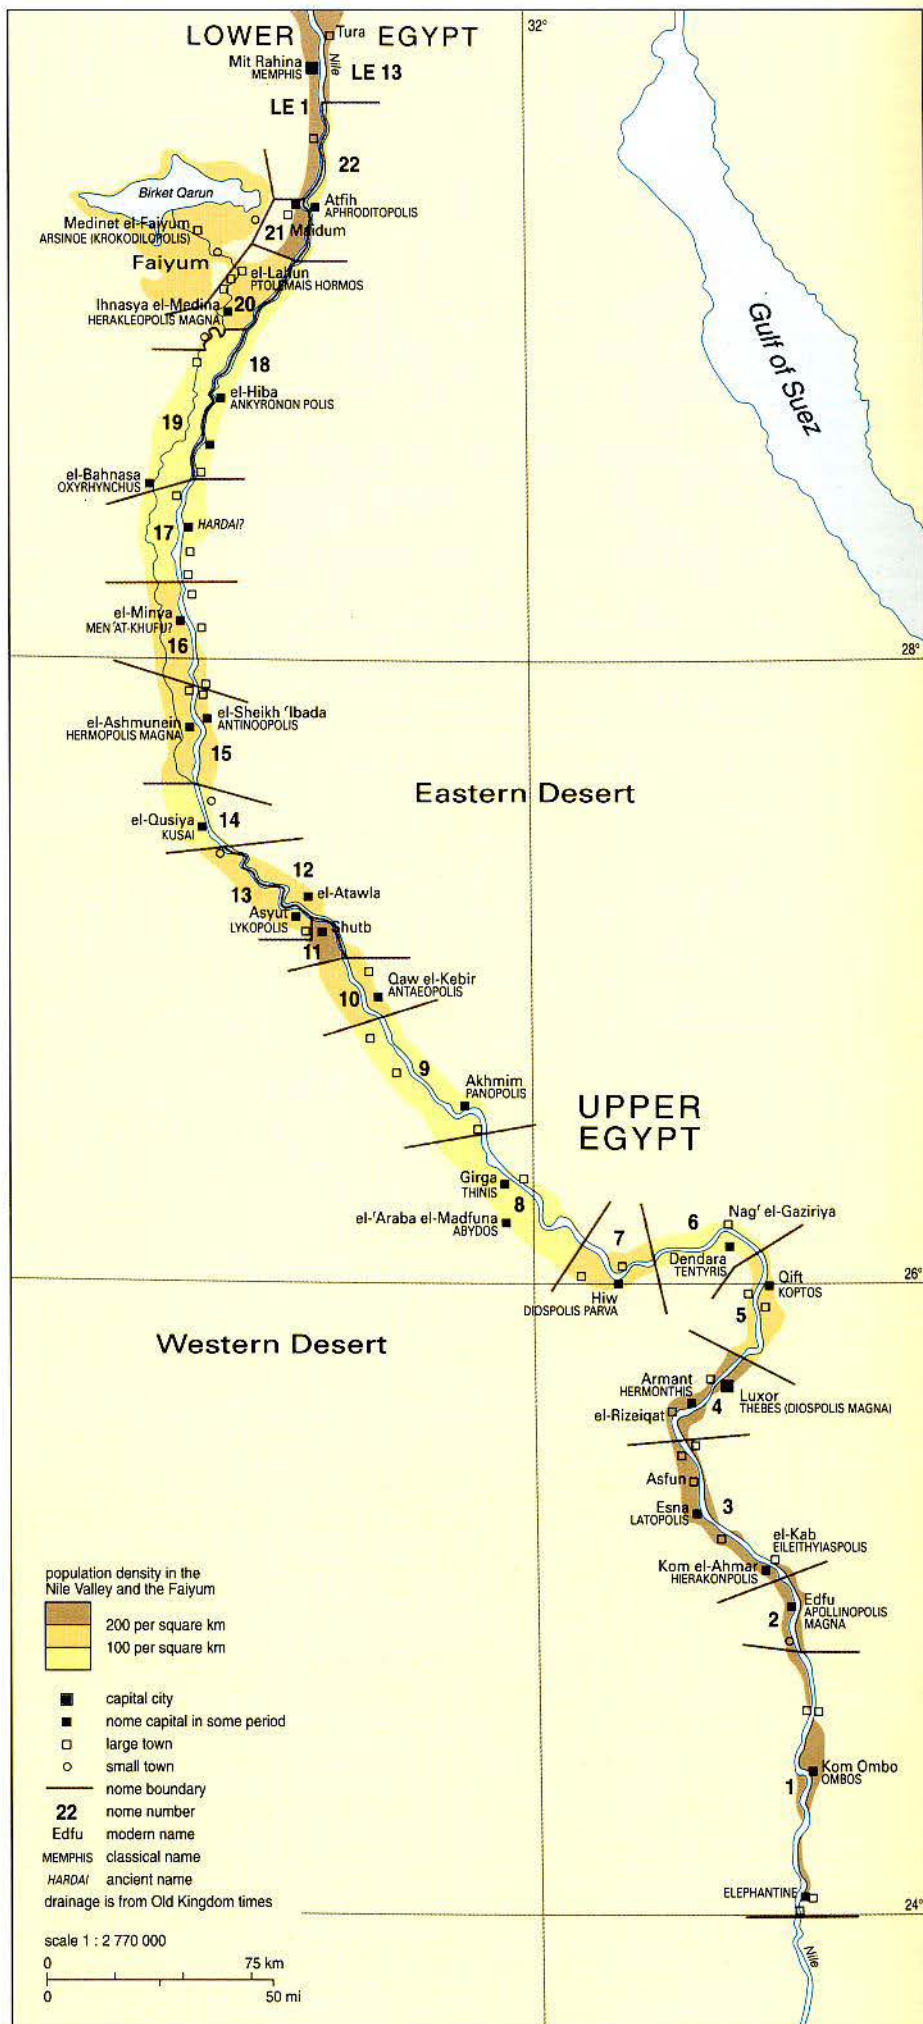 LOWER EGYPT
32°
Tura
Mit Rahina
MEMPHIS
Nile
LE 13
LE 1
22
Birket Qarun
Atfih
APHRODITOPOLIS
Medinet el-Faiyum
ARSINOE (KROKODILOPOLIS)
21
Maidum
Faiyum
el-Lahun
PTOLEMAIS HORMOS
Ihnasya el-Medina
HERAKLEOPOLIS MAGNA
20
18
Gulf of Suez
el-Hiba
ANKYRONON POLIS
19
el-Bahnasa
OXYRHYNCHUS
17
HARDAI?
el-Minya
MEN ʿAT-KHUFU?
16
28°
el-Sheikh ʿIbada
ANTINOOPOLIS
el-Ashmunein
HERMOPOLIS MAGNA
15
Eastern Desert
el-Qusiya
KUSAI
14
12
13
el-Atawla
Asyut
LYKOPOLIS
Shutb
11
Qaw el-Kebir
ANTAEOPOLIS
10
9
Akhmim
PANOPOLIS
UPPER
EGYPT
Girga
THINIS
8
el-ʿAraba el-Madfuna
ABYDOS
7
6
Nagʿ el-Gaziriya
Dendara
TENTYRIS
26°
Qift
KOPTOS
Hiw
DIOSPOLIS PARVA
5
Western Desert
Armant
HERMONTHIS
Luxor
THEBES (DIOSPOLIS MAGNA)
4
el-Rizeiqat
Asfun
Esna
LATOPOLIS
3
el-Kab
EILEITHYIASPOLIS
Kom el-Ahmar
HIERAKONPOLIS
Edfu
APOLLINOPOLIS
MAGNA
2
Kom Ombo
OMBOS
1
ELEPHANTINE
24°
Nile
population density in the
Nile Valley and the Faiyum
200 per square km
100 per square km
capital city
nome capital in some period
large town
small town
nome boundary
22 nome number
Edfu modern name
MEMPHIS classical name
HARDAI ancient name
drainage is from Old Kingdom times
scale 1 : 2 770 000
0 75 km
0 50 mi